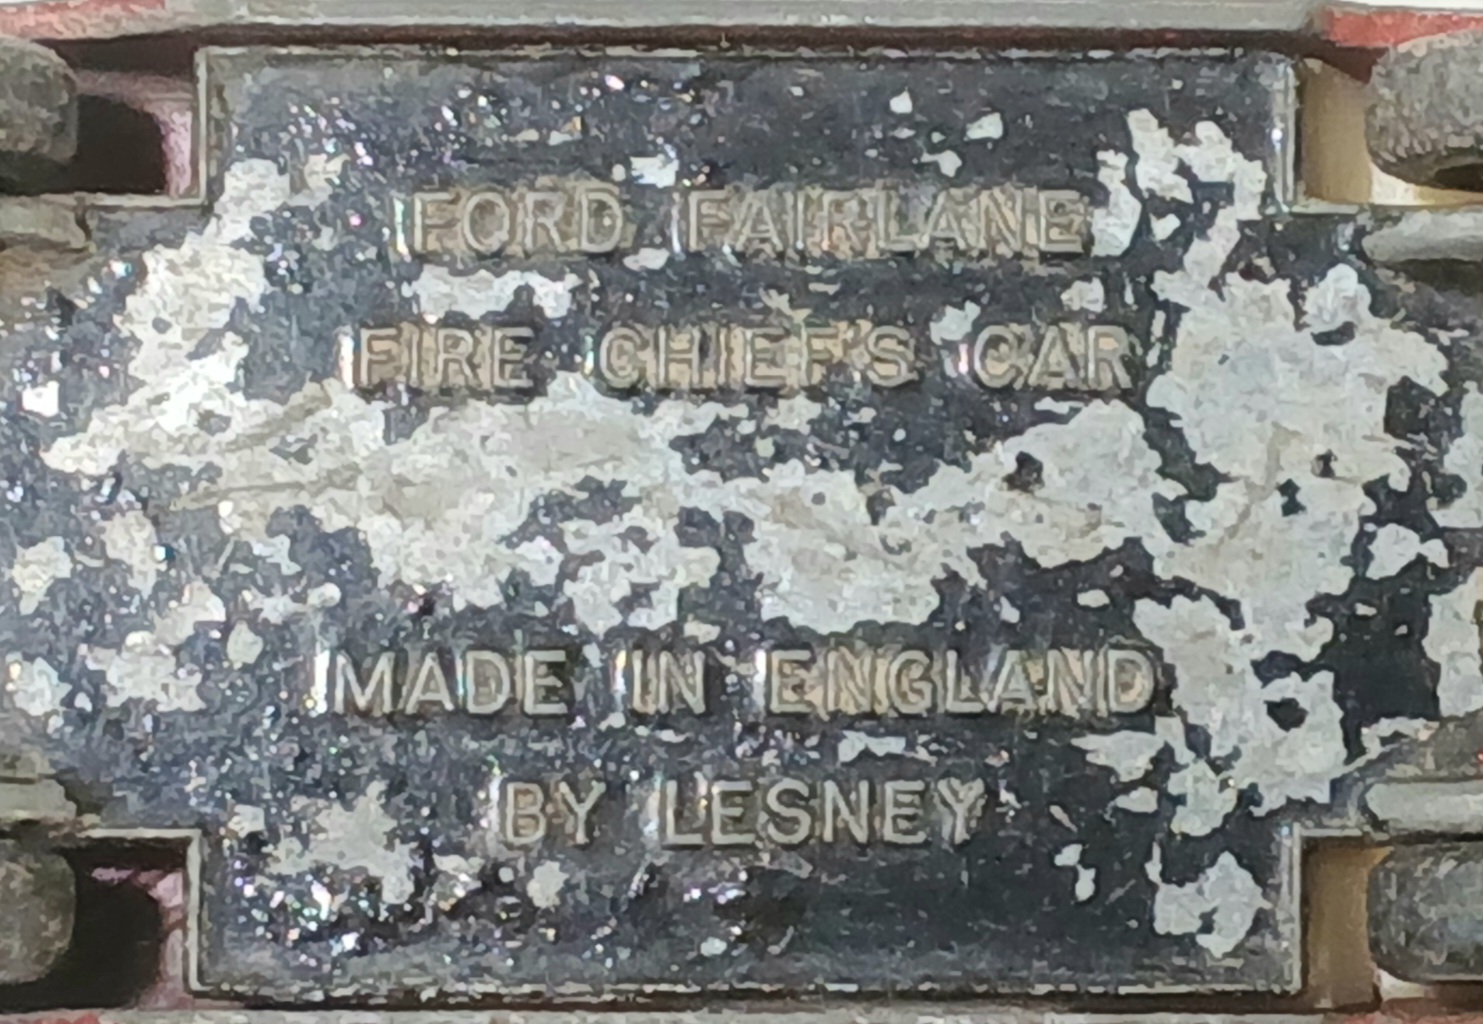 FORD FAIRLANE
FIRE CHIEF'S CAR
MADE IN ENGLAND
BY LESNEY